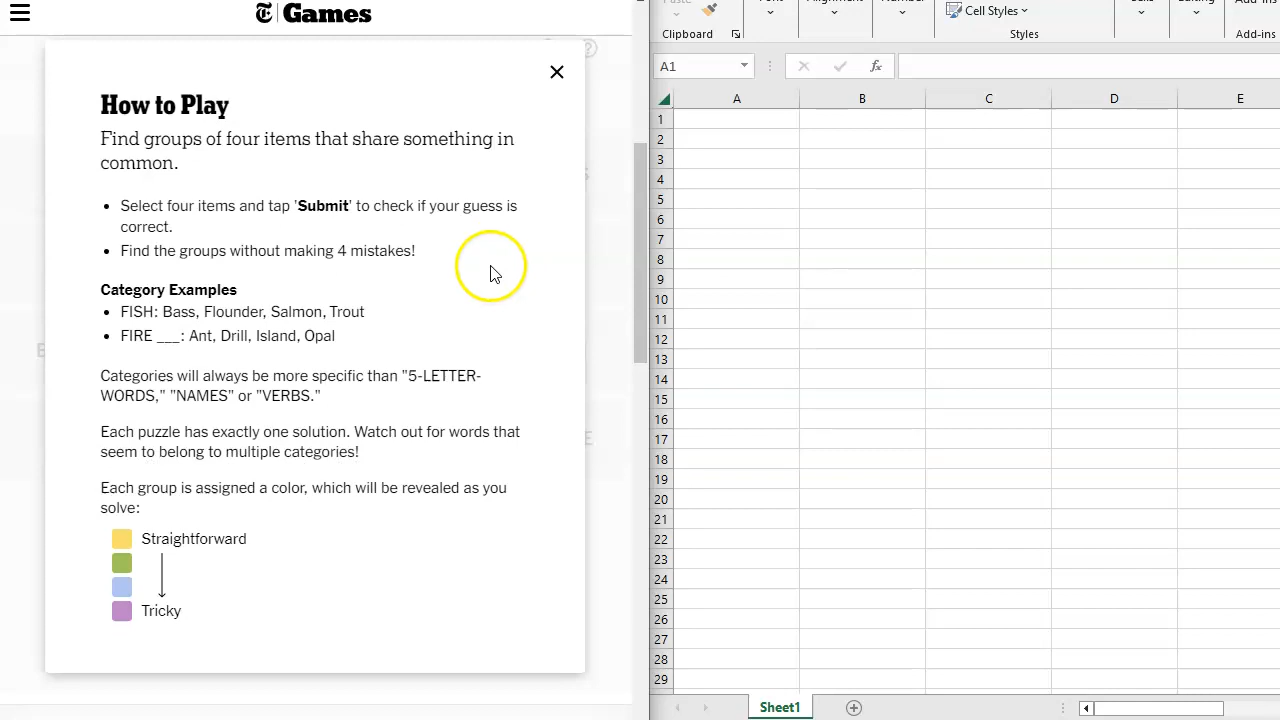 Games
How to Play
Find groups of four items that share something in
common.
• Select four items and tap 'Submit' to check if your guess is
correct.
• Find the groups without making 4 mistakes!
Category Examples
• FISH: Bass, Flounder, Salmon, Trout
• FIRE ___: Ant, Drill, Island, Opal
Categories will always be more specific than "5-LETTER-
WORDS," "NAMES" or "VERBS."
Each puzzle has exactly one solution. Watch out for words that
seem to belong to multiple categories!
Each group is assigned a color, which will be revealed as you
solve:
Straightforward
Tricky
Cell Styles
Clipboard
Styles
Add-ins
A1
fx
A B C D E
1
2
3
4
5
6
7
8
9
10
11
12
13
14
15
16
17
18
19
20
21
22
23
24
25
26
27
28
29
Sheet1